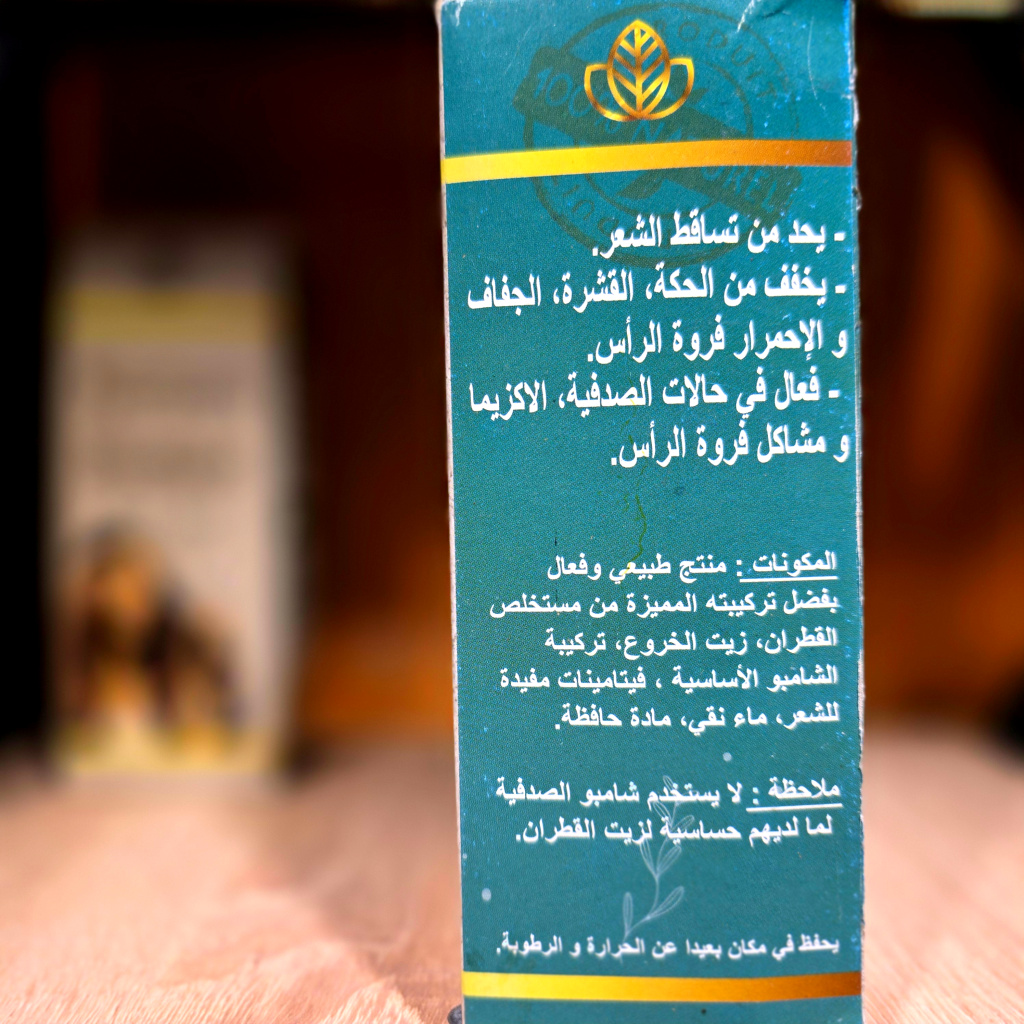 - يحد من تساقط الشعر.
- يخفف من الحكة، القشرة، الجفاف
و الإحمرار فروة الرأس.
- فعال في حالات الصدفية، الاكزيما
و مشاكل فروة الرأس.
المكونات : منتج طبيعي وفعال
بفضل تركيبته المميزة من مستخلص
القطران، زيت الخروع، تركيبة
الشامبو الأساسية ، فيتامينات مفيدة
للشعر، ماء نقي، مادة حافظة.
ملاحظة : لا يستخدم شامبو الصدفية
لما لديهم حساسية لزيت القطران.
يحفظ في مكان بعيدا عن الحرارة و الرطوبة.